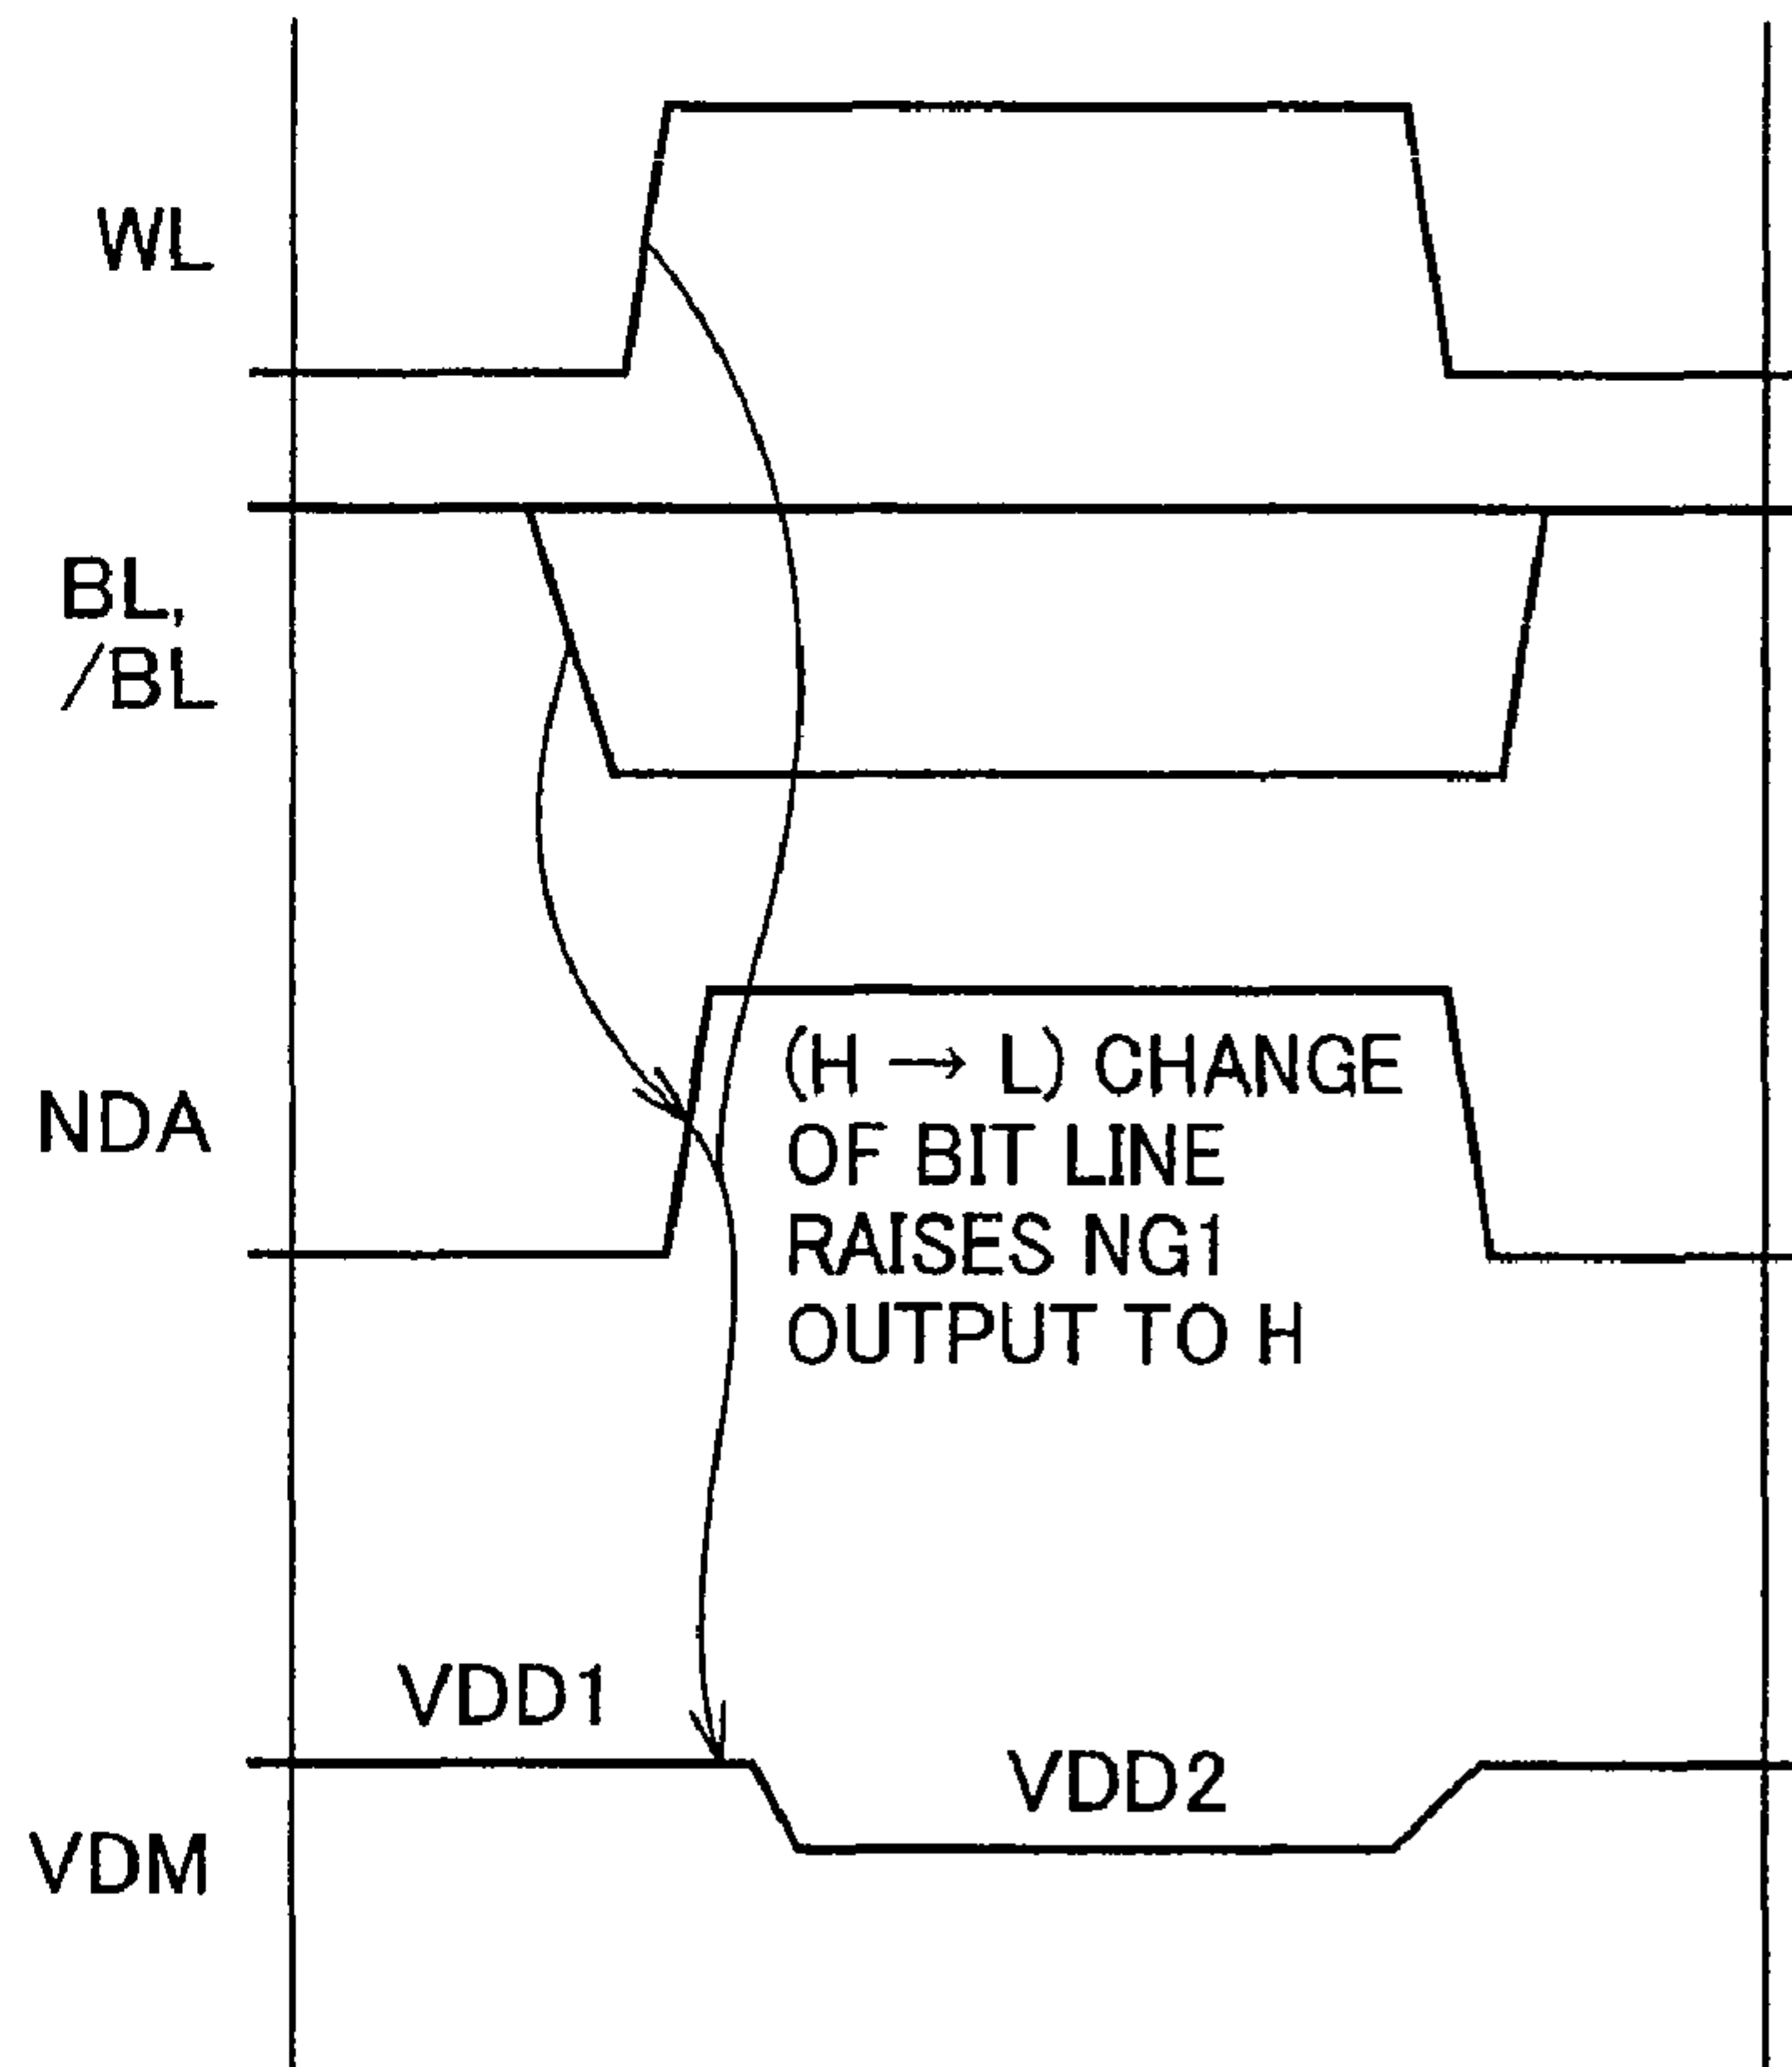 WL
BL,
/BL
NDA
(H → L) CHANGE
OF BIT LINE
RAISES NG1
OUTPUT TO H
VDD1
VDD2
VDM